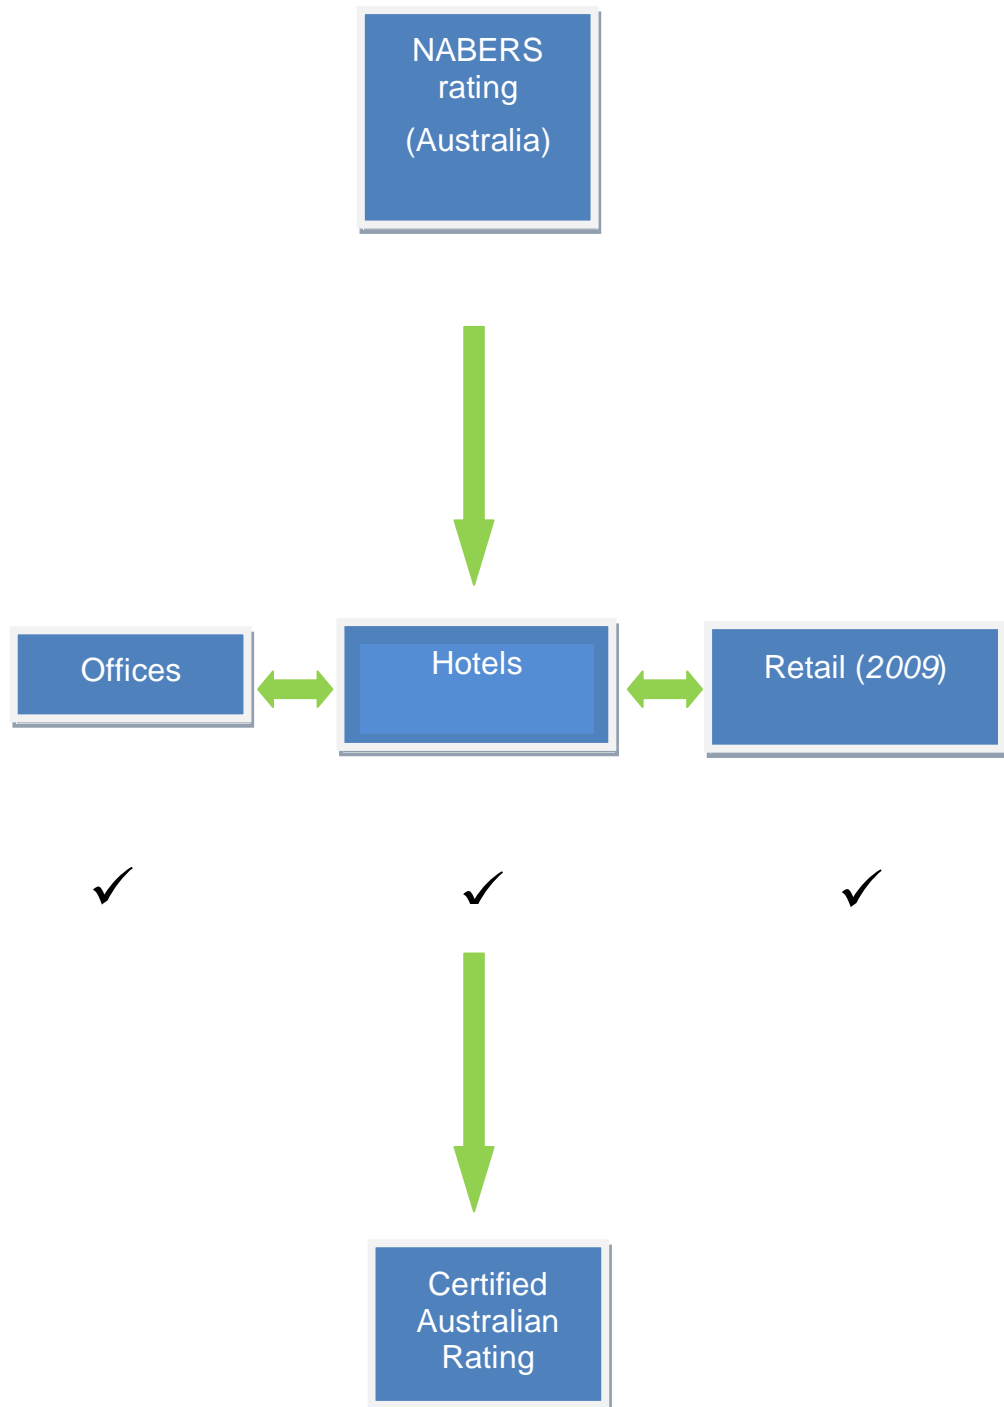 NABERS
rating
(Australia)
Offices
Hotels
Retail (2009)
✓
✓
✓
Certified
Australian
Rating